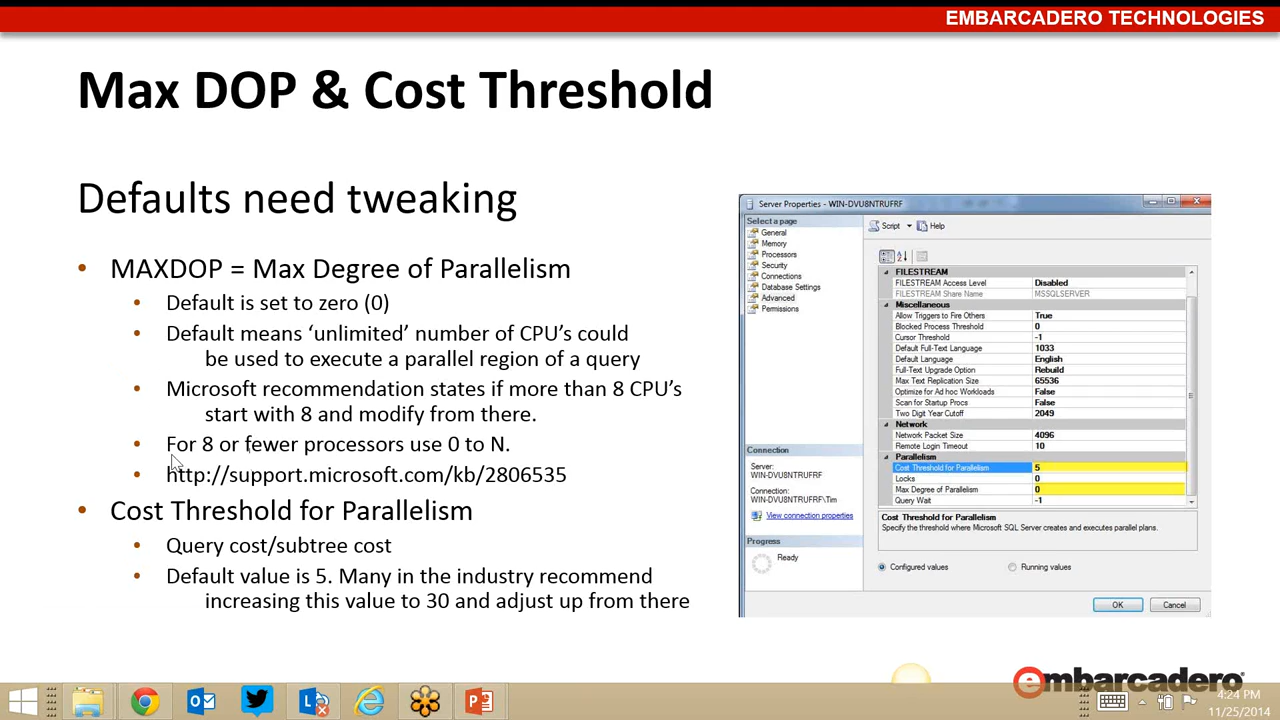 EMBARCADERO TECHNOLOGIES
Max DOP & Cost Threshold
Defaults need tweaking
• MAXDOP = Max Degree of Parallelism
• Default is set to zero (0)
• Default means ‘unlimited’ number of CPU’s could
be used to execute a parallel region of a query
• Microsoft recommendation states if more than 8 CPU’s
start with 8 and modify from there.
• For 8 or fewer processors use 0 to N.
• http://support.microsoft.com/kb/2806535
• Cost Threshold for Parallelism
• Query cost/subtree cost
• Default value is 5. Many in the industry recommend
increasing this value to 30 and adjust up from there
Server Properties - WIN-DVU8NTRUFRF
Select a page
General
Memory
Processors
Security
Connections
Database Settings
Advanced
Permissions
Connection
Server:
WIN-DVU8NTRUFRF
Connection:
WIN-DVU8NTRUFRF\Tim
View connection properties
Progress
Ready
Script Help
FILESTREAM
FILESTREAM Access Level Disabled
FILESTREAM Share Name MSSQLSERVER
Miscellaneous
Allow Triggers to Fire Others True
Blocked Process Threshold 0
Cursor Threshold -1
Default Full-Text Language 1033
Default Language English
Full-Text Upgrade Option Rebuild
Max Text Replication Size 65536
Optimize for Ad hoc Workloads False
Scan for Startup Procs False
Two Digit Year Cutoff 2049
Network
Network Packet Size 4096
Remote Login Timeout 10
Parallelism
Cost Threshold for Parallelism 5
Locks 0
Max Degree of Parallelism 0
Query Wait -1
Cost Threshold for Parallelism
Specify the threshold where Microsoft SQL Server creates and executes parallel plans.
Configured values Running values
OK Cancel
embarcadero
4:24 PM
11/25/2014